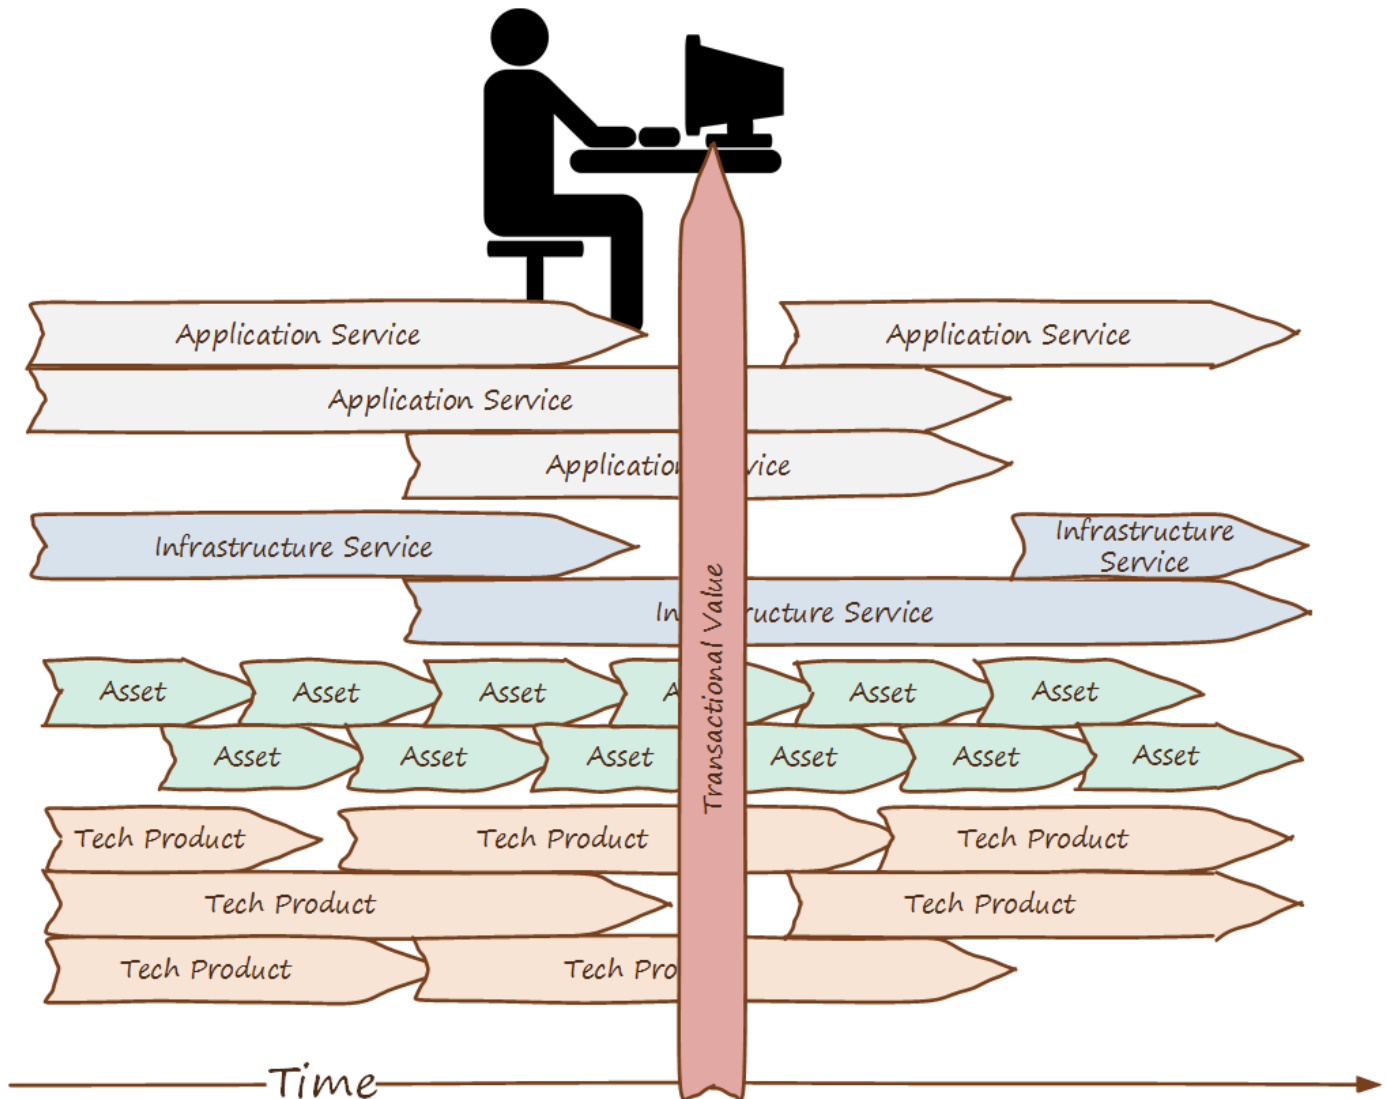 Application Service
Application Service
Application Service
Applicatio vice
Infrastructure Service
Infrastructure
Service
In ructure Service
Transactional Value
Asset
Asset
Asset
A
Asset
Asset
Asset
Asset
Asset
Asset
Asset
Asset
Tech Product
Tech Product
Tech Product
Tech Product
Tech Product
Tech Product
Tech Pro
Time